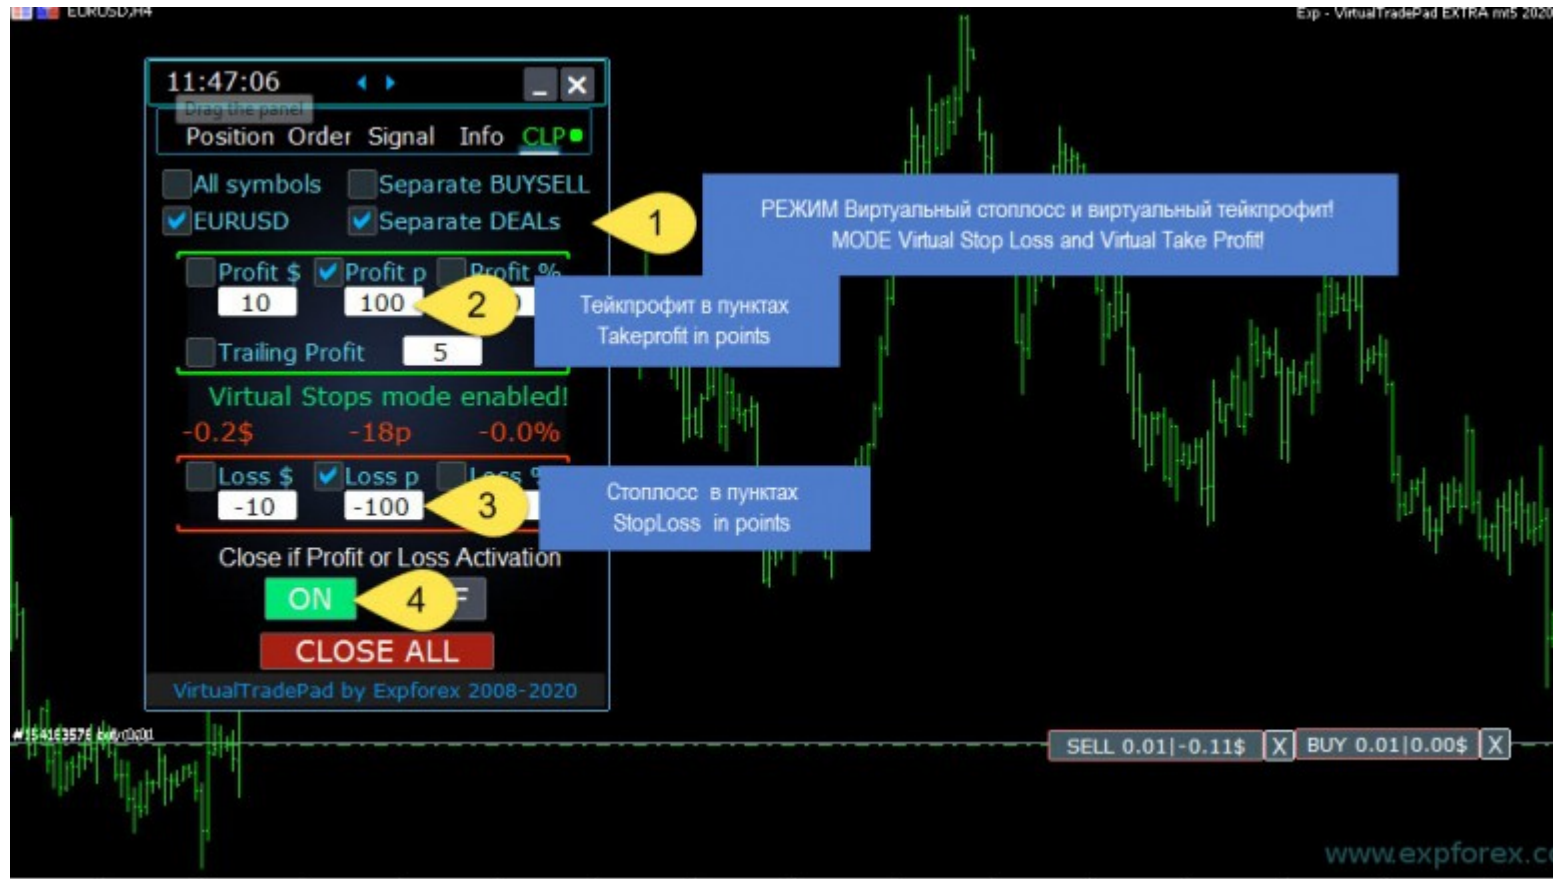 EURUSD,H4
Exp - VirtualTradePad EXTRA mt5 2020
11:47:06
Drag the panel
Position Order Signal Info CLP
All symbols Separate BUYSELL
EURUSD Separate DEALs
1
РЕЖИМ Виртуальный стоплосс и виртуальный тейкпрофит!
MODE Virtual Stop Loss and Virtual Take Profit!
Profit $ Profit p Profit %
10 100
2
Тейкпрофит в пунктах
Takeprofit in points
Trailing Profit 5
Virtual Stops mode enabled!
-0.2$ -18p -0.0%
Loss $ Loss p Loss
-10 -100
3
Стоплосс в пунктах
StopLoss in points
Close if Profit or Loss Activation
ON
4
CLOSE ALL
VirtualTradePad by Expforex 2008-2020
SELL 0.01|-0.11$ X BUY 0.01|0.00$ X
www.expforex.c